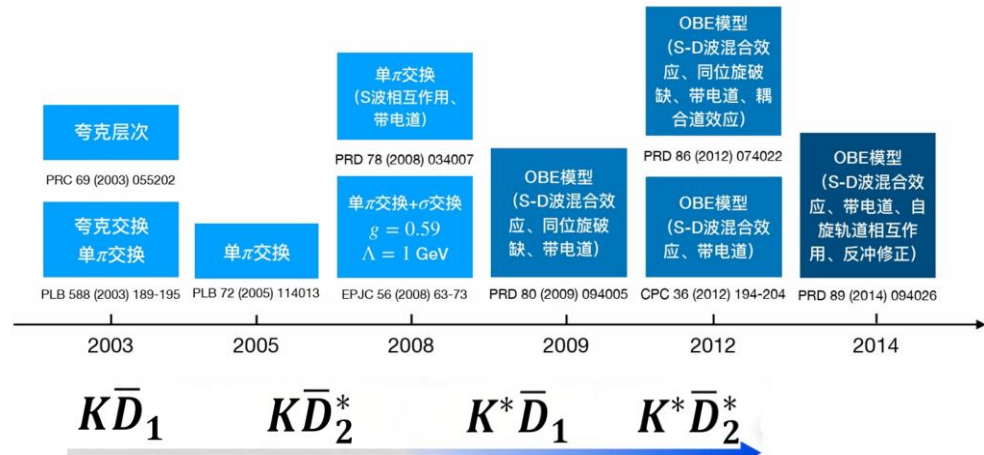 夸克层次
PRC 69 (2003) 055202
夸克交换
单π交换
PLB 588 (2003) 189-195
单π交换
PLB 72 (2005) 114013
单π交换
(S波相互作用、
带电道)
PRD 78 (2008) 034007
单π交换+σ交换
g = 0.59
Λ = 1 GeV
EPJC 56 (2008) 63-73
OBE模型
(S-D波混合效
应、同位旋破
缺、带电道)
PRD 80 (2009) 094005
OBE模型
(S-D波混合效
应、同位旋破
缺、带电道、耦
合道效应)
PRD 86 (2012) 074022
OBE模型
(S-D波混合效
应、带电道)
CPC 36 (2012) 194-204
OBE模型
(S-D波混合效
应、带电道、自
旋轨道相互作
用、反冲修正)
PRD 89 (2014) 094026
2003 2005 2008 2009 2012 2014
KD̅₁ KD̅₂* K*D̅₁ K*D̅₂*